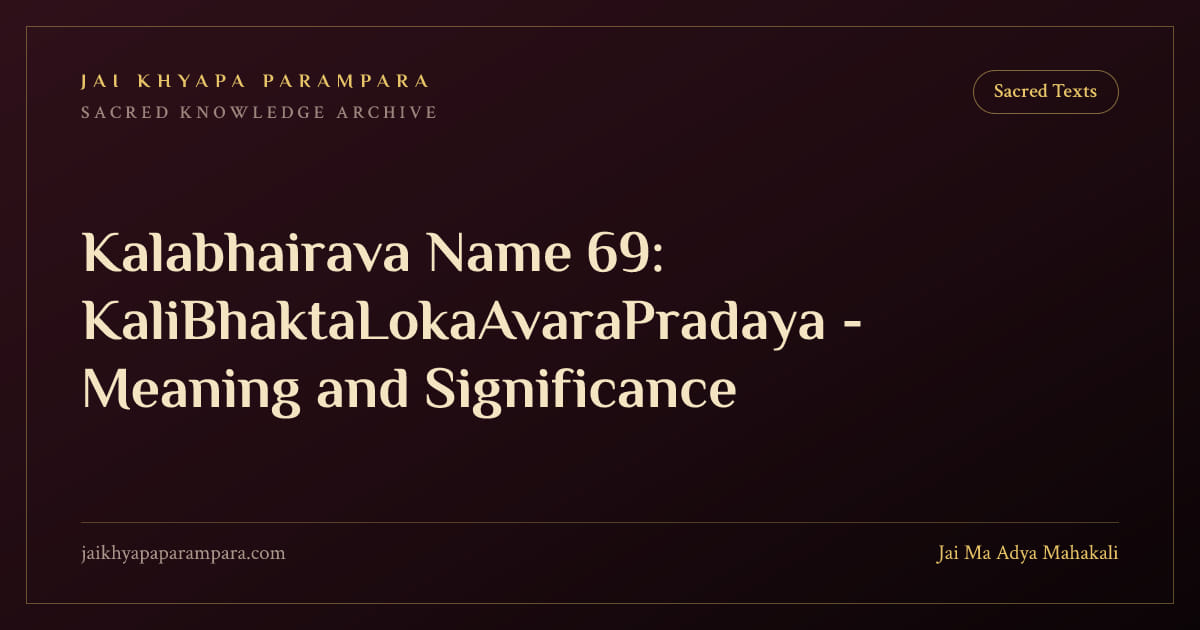 JAI KHYAPA PARAMPARA
SACRED KNOWLEDGE ARCHIVE
Sacred Texts
Kalabhairava Name 69:
KaliBhaktaLokaAvaraPradaya -
Meaning and Significance
jaikhyapaparampara.com
Jai Ma Adya Mahakali